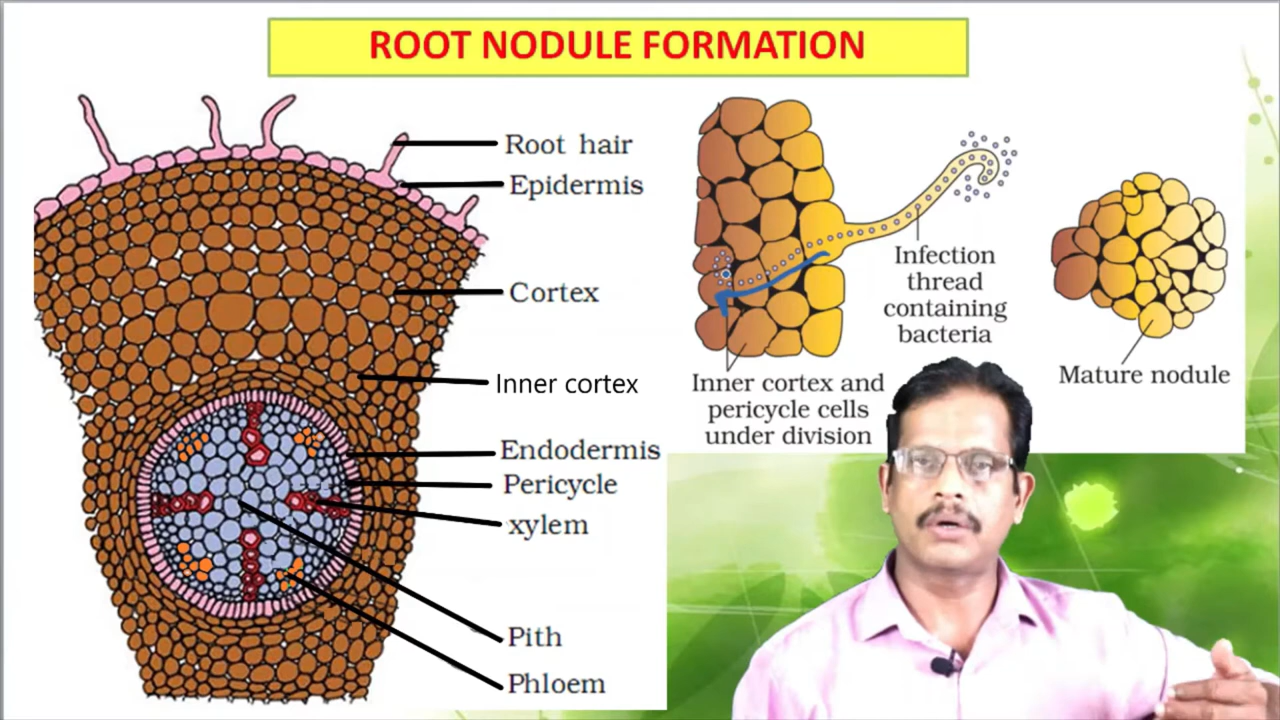 ROOT NODULE FORMATION
Root hair
Epidermis
Cortex
Inner cortex
Endodermis
Pericycle
xylem
Pith
Phloem
Infection
thread
containing
bacteria
Inner cortex and
pericycle cells
under division
Mature nodule